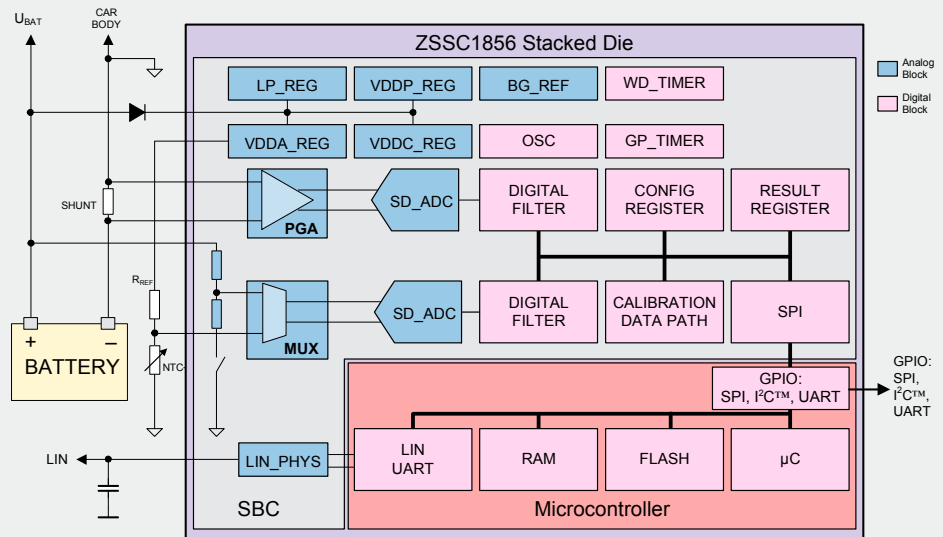 U_BAT
CAR
BODY
ZSSC1856 Stacked Die
Analog
Block
Digital
Block
LP_REG
VDDP_REG
BG_REF
WD_TIMER
VDDA_REG
VDDC_REG
OSC
GP_TIMER
SHUNT
PGA
SD_ADC
DIGITAL
FILTER
CONFIG
REGISTER
RESULT
REGISTER
R_REF
MUX
SD_ADC
DIGITAL
FILTER
CALIBRATION
DATA PATH
SPI
+
–
BATTERY
NTC
GPIO:
SPI, I²C™, UART
GPIO:
SPI,
I²C™,
UART
LIN
LIN_PHYS
LIN
UART
RAM
FLASH
µC
SBC
Microcontroller